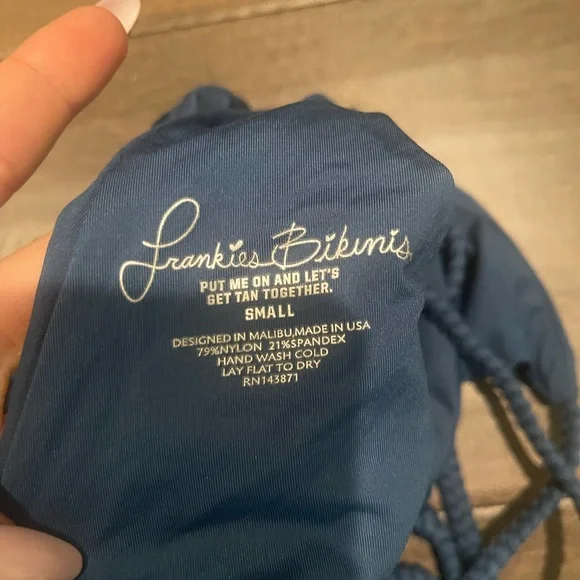 Frankies Bikinis
PUT ME ON AND LET'S
GET TAN TOGETHER.
SMALL
DESIGNED IN MALIBU,MADE IN USA
79%NYLON 21%SPANDEX
HAND WASH COLD
LAY FLAT TO DRY
RN143871